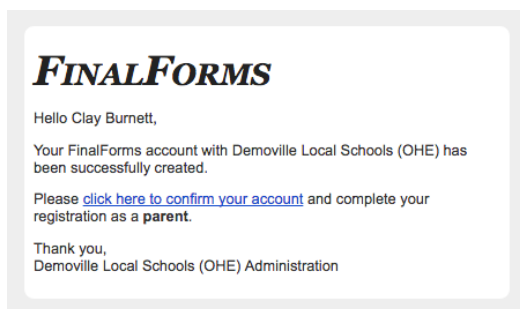 FINALFORMS
Hello Clay Burnett,
Your FinalForms account with Demoville Local Schools (OHE) has
been successfully created.
Please click here to confirm your account and complete your
registration as a parent.
Thank you,
Demoville Local Schools (OHE) Administration